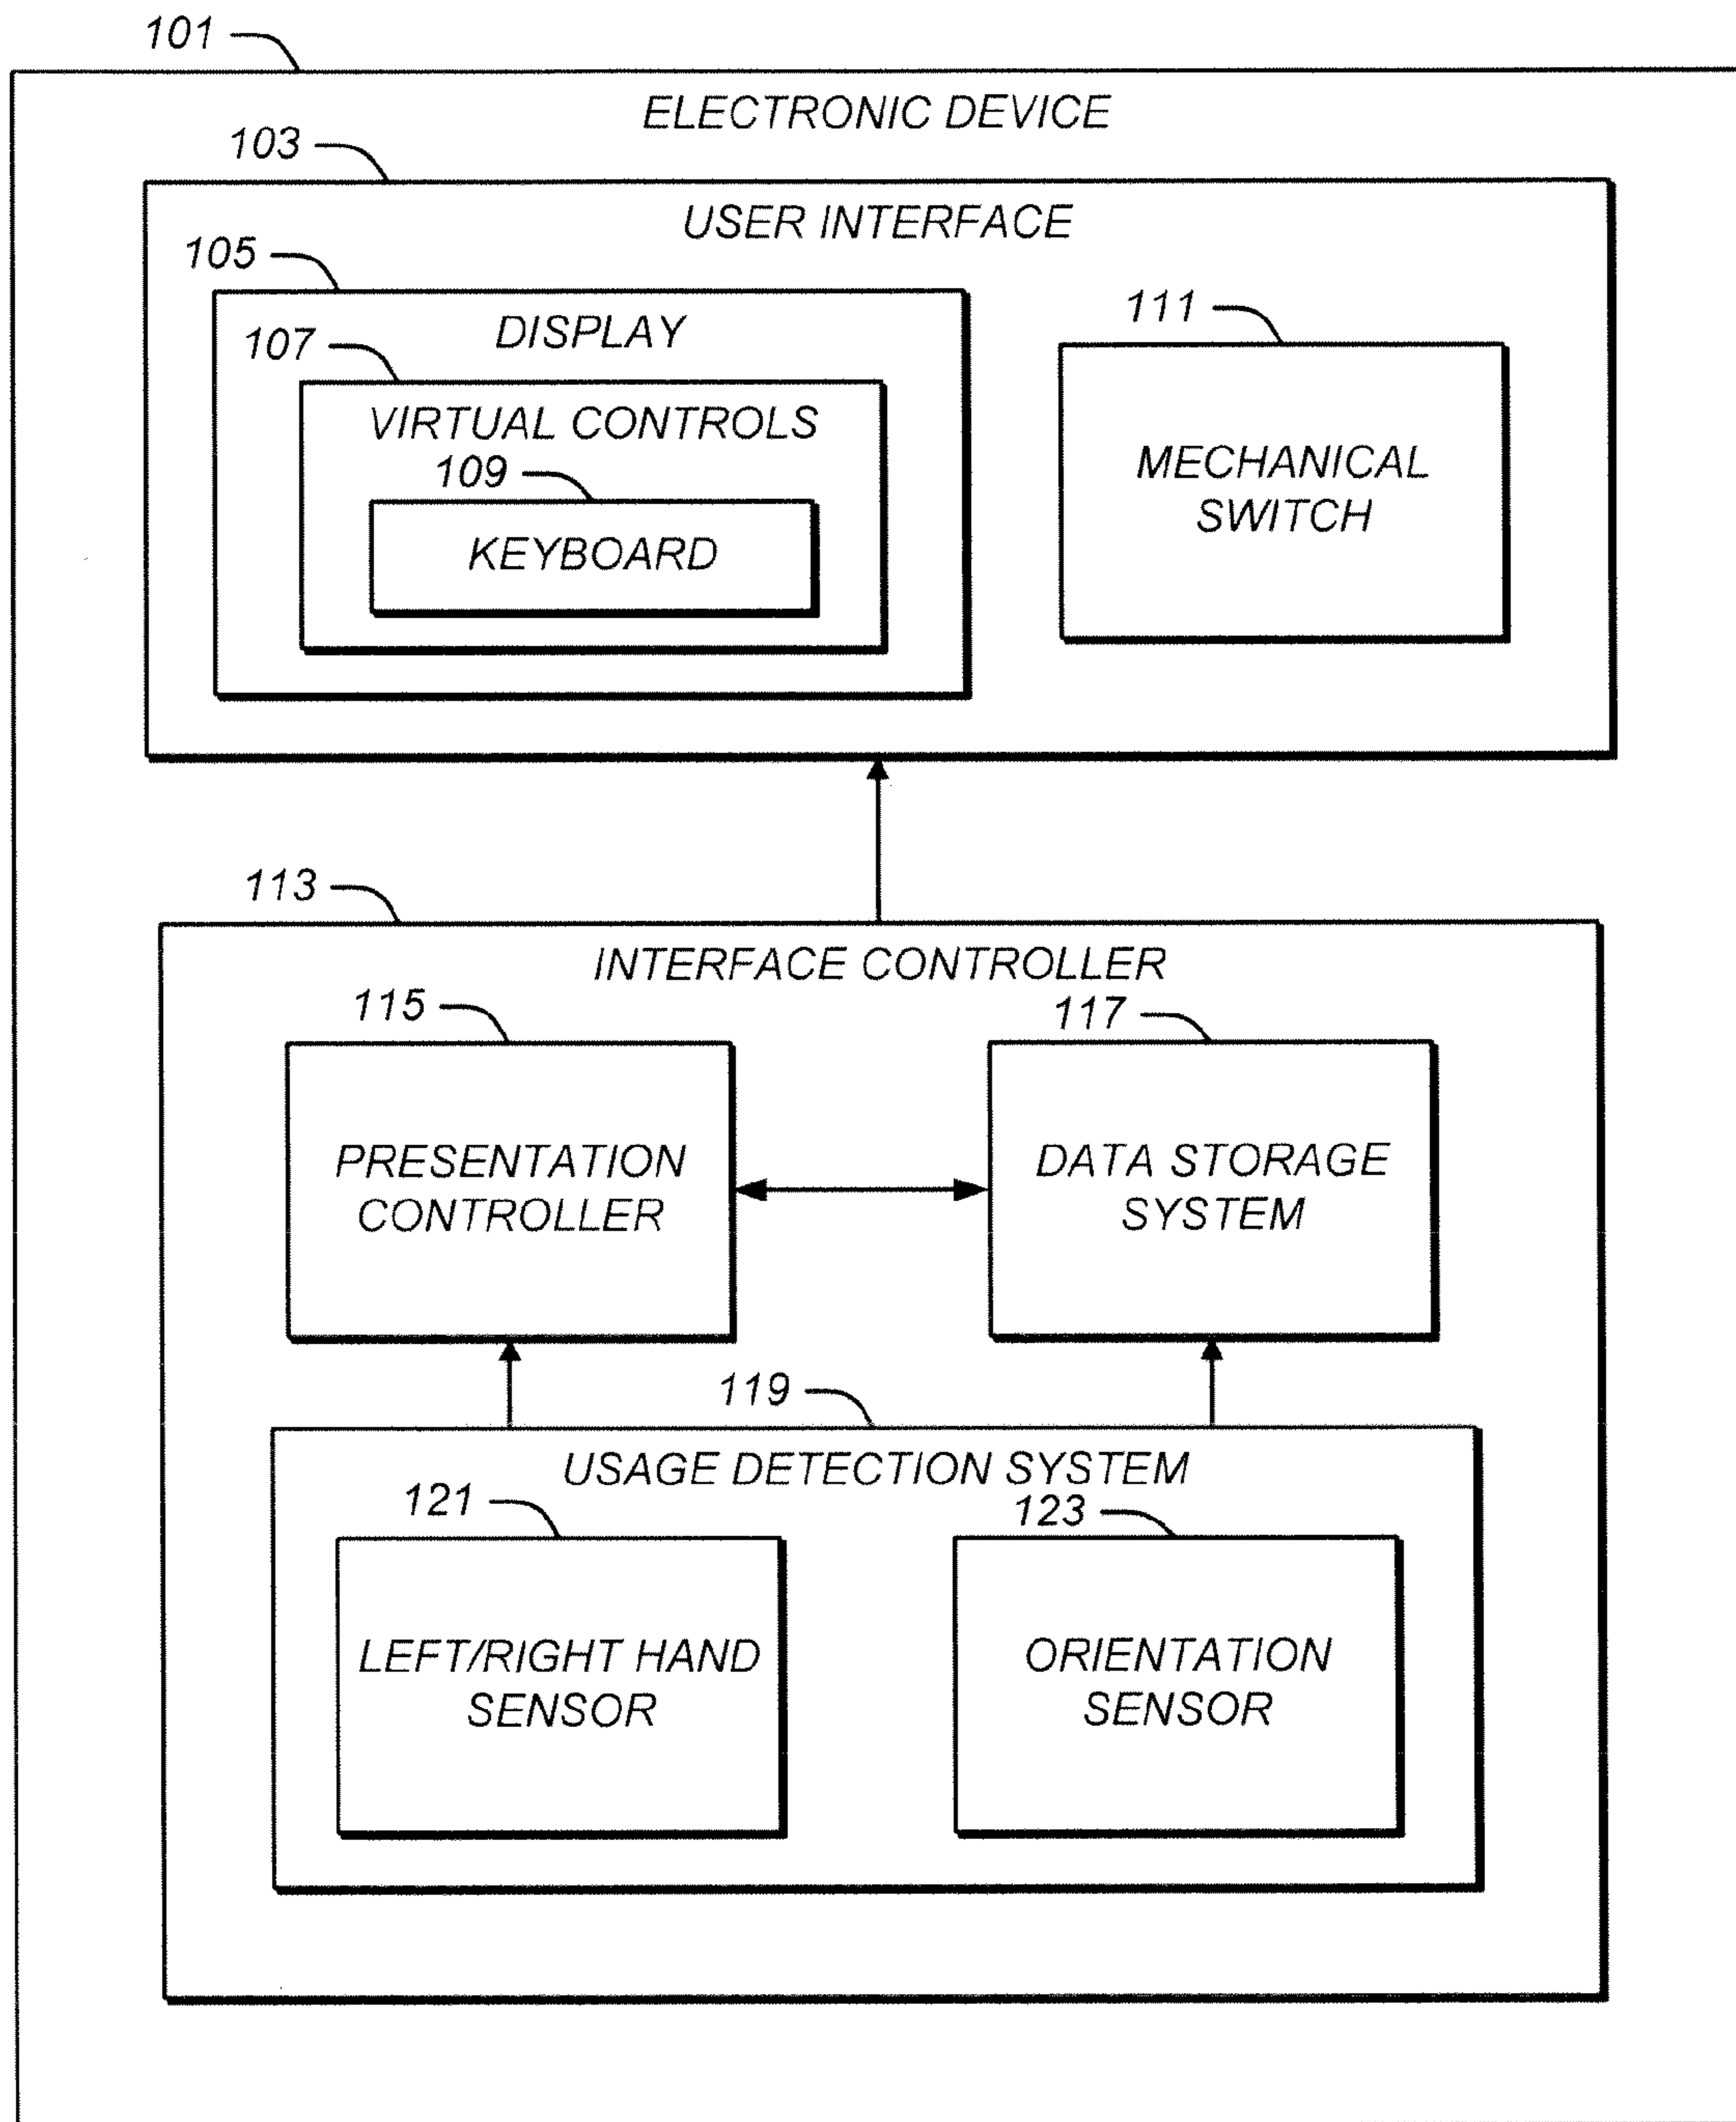 101
ELECTRONIC DEVICE
103
USER INTERFACE
105
DISPLAY
107
VIRTUAL CONTROLS
109
KEYBOARD
111
MECHANICAL
SWITCH
113
INTERFACE CONTROLLER
115
PRESENTATION
CONTROLLER
117
DATA STORAGE
SYSTEM
119
USAGE DETECTION SYSTEM
121
LEFT/RIGHT HAND
SENSOR
123
ORIENTATION
SENSOR